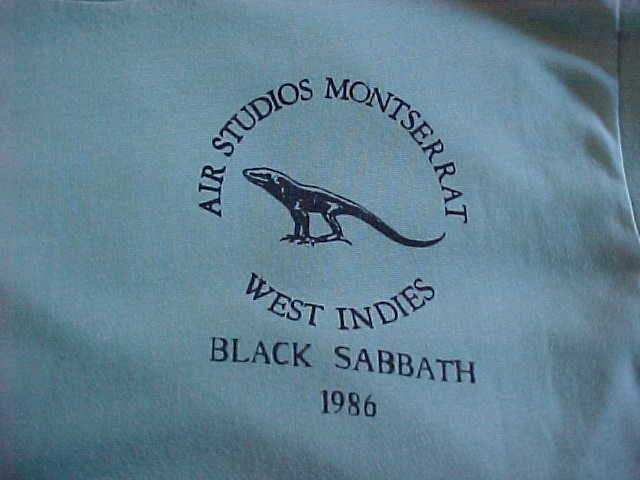 AIR STUDIOS MONTSERRAT
WEST INDIES
BLACK SABBATH
1986